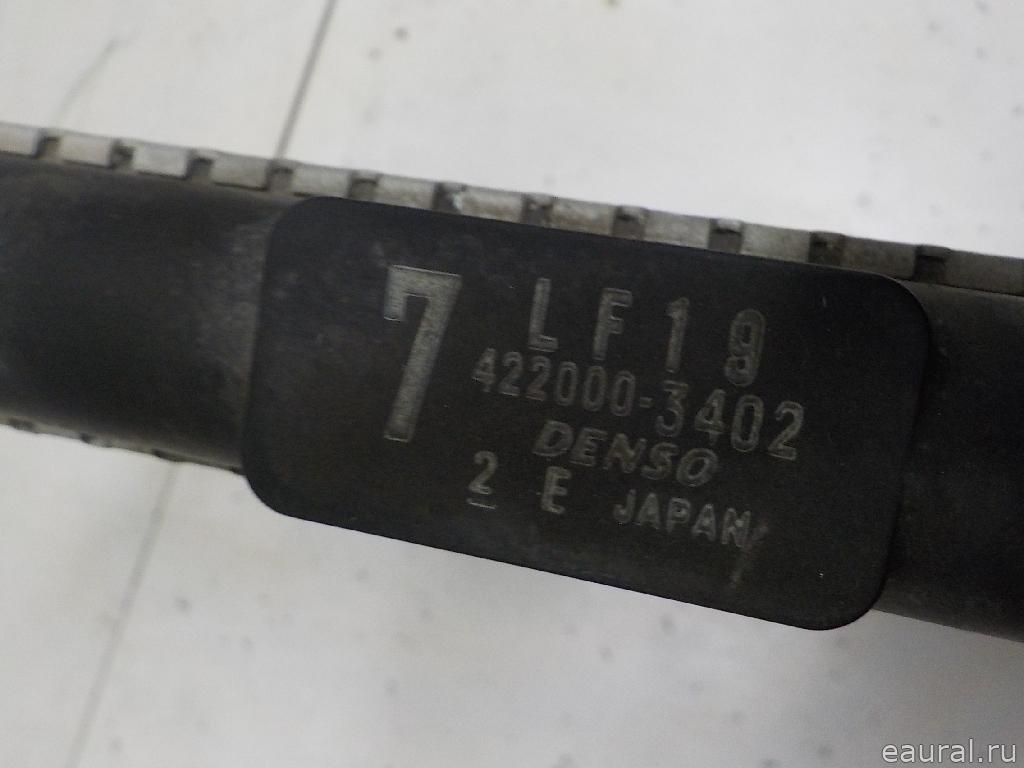 7 LF19
422000-3402
DENSO
2 E JAPAN
eaural.ru